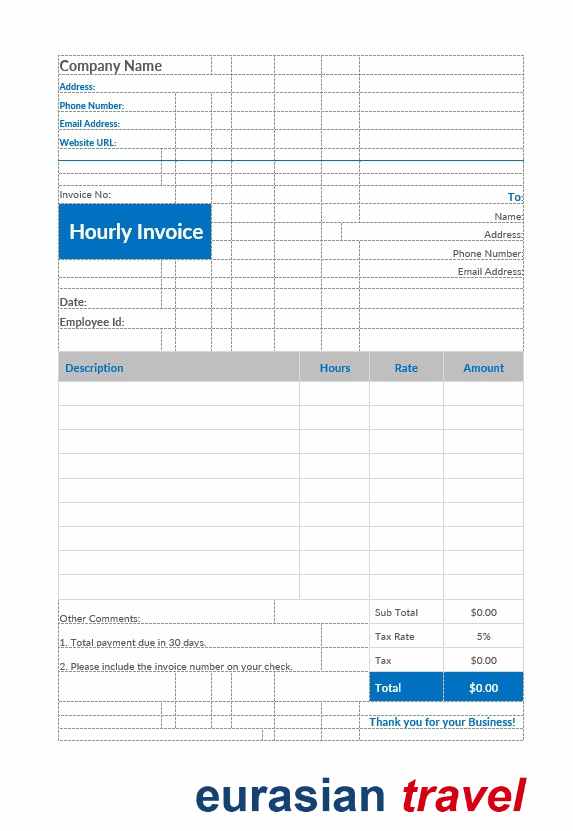 Company Name
Address:
Phone Number:
Email Address:
Website URL:
Invoice No:
To:
Hourly Invoice
Name:
Address:
Phone Number:
Email Address:
Date:
Employee Id:
Description Hours Rate Amount
Sub Total $0.00
Other Comments:
Tax Rate 5%
1. Total payment due in 30 days.
Tax $0.00
2. Please include the invoice number on your check.
Total $0.00
Thank you for your Business!
eurasian travel